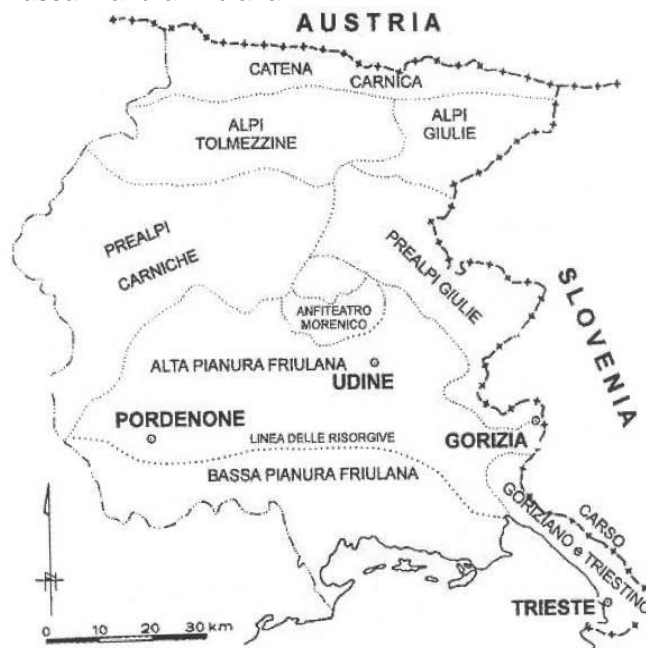 AUSTRIA
CATENA
CARNICA
ALPI
TOLMEZZINE
ALPI
GIULIE
PREALPI
CARNICHE
PREALPI GIULIE
SLOVENIA
ANFITEATRO
MORENICO
ALTA PIANURA FRIULANA
UDINE
PORDENONE
LINEA DELLE RISORGIVE
GORIZIA
BASSA PIANURA FRIULANA
CARSO
GORIZIANO e TRIESTINO
TRIESTE
N
0 10 20 30 km